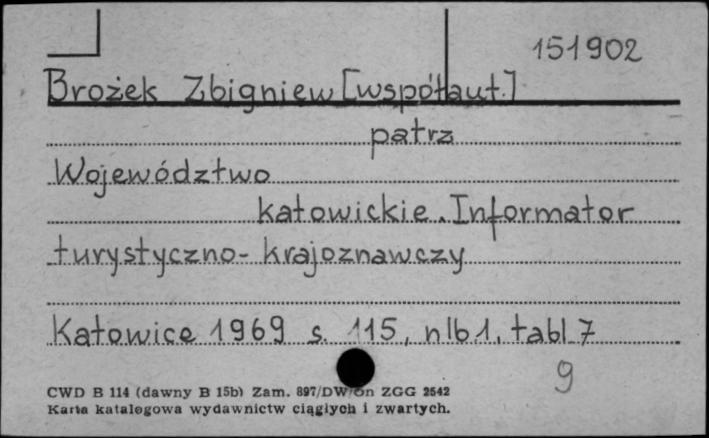 151902
Brożek Zbigniew [współaut.]
patrz
Województwo
katowickie. Informator
turystyczno-krajoznawczy
Katowice 1969 s. 115, nlb 1, tabl 7
9
CWD B 114 (dawny B 15b) Zam. 897/DW/Ón ZGG 2542
Karta katalogowa wydawnictw ciągłych i zwartych.